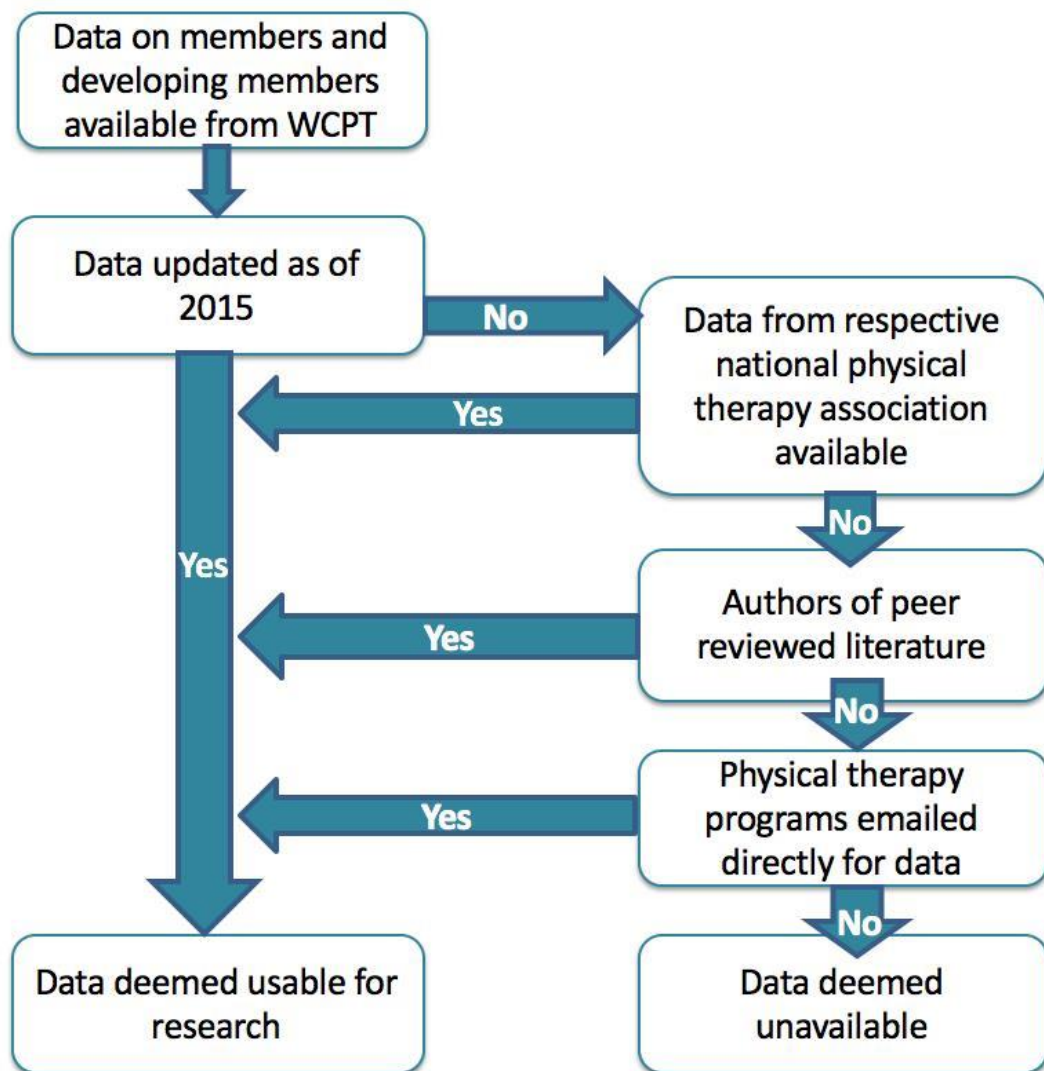 Data on members and
developing members
available from WCPT
Data updated as of
2015
No
Data from respective
national physical
therapy association
available
Yes
No
Yes
Authors of peer
reviewed literature
Yes
No
Physical therapy
programs emailed
directly for data
Yes
No
Data deemed usable for
research
Data deemed
unavailable